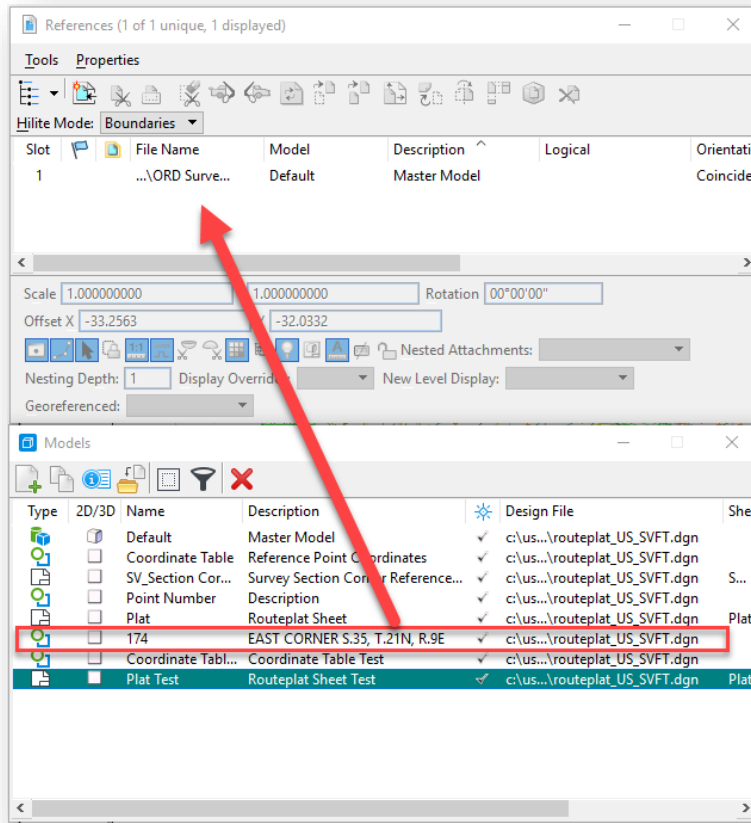 References (1 of 1 unique, 1 displayed)
Tools Properties
Hilite Mode: Boundaries
Slot File Name Model Description Logical Orientati
1 ...\ORD Surve... Default Master Model Coincide
Scale 1.000000000 1.000000000 Rotation 00°00'00"
Offset X -33.2563 Y -32.0332
1:1 Nested Attachments:
Nesting Depth: 1 Display Overrides: New Level Display:
Georeferenced:
Models
Type 2D/3D Name Description Design File She
Default Master Model c:\us...\routeplat_US_SVFT.dgn
Coordinate Table Reference Point Coordinates c:\us...\routeplat_US_SVFT.dgn
SV_Section Cor... Survey Section Corner Reference... c:\us...\routeplat_US_SVFT.dgn S...
Point Number Description c:\us...\routeplat_US_SVFT.dgn
Plat Routeplat Sheet c:\us...\routeplat_US_SVFT.dgn Plat
174 EAST CORNER S.35, T.21N, R.9E c:\us...\routeplat_US_SVFT.dgn
Coordinate Tabl... Coordinate Table Test c:\us...\routeplat_US_SVFT.dgn
Plat Test Routeplat Sheet Test c:\us...\routeplat_US_SVFT.dgn Plat